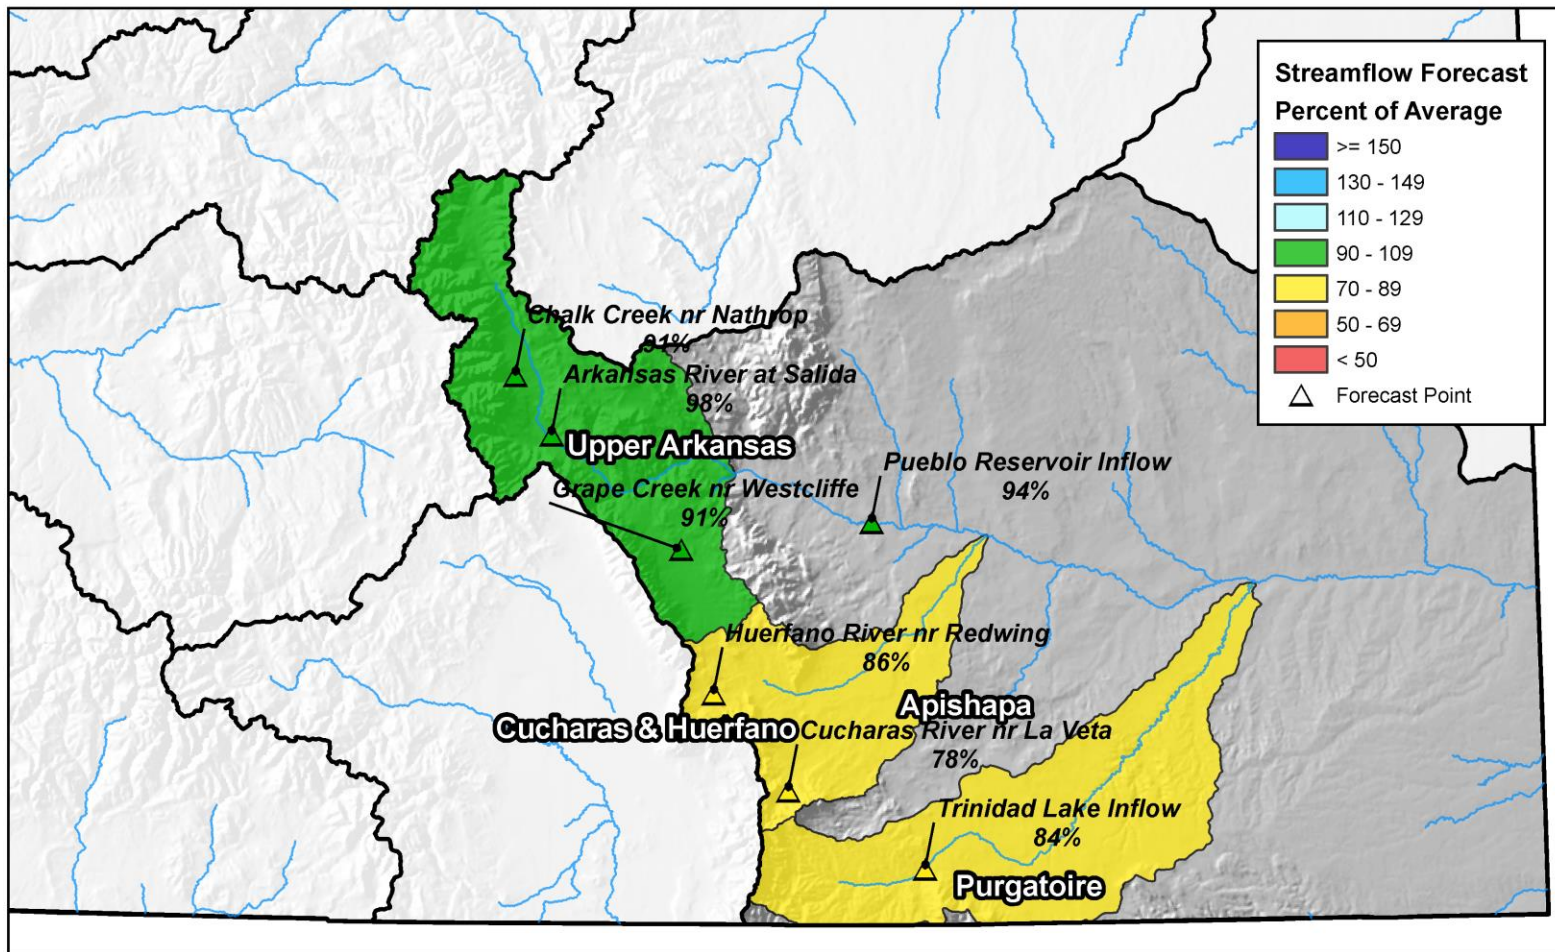 Streamflow Forecast
Percent of Average
>= 150
130 - 149
110 - 129
90 - 109
70 - 89
50 - 69
< 50
Forecast Point
Chalk Creek nr Nathrop
91%
Arkansas River at Salida
98%
Upper Arkansas
Pueblo Reservoir Inflow
94%
Grape Creek nr Westcliffe
91%
Huerfano River nr Redwing
86%
Apishapa
Cucharas & Huerfano
Cucharas River nr La Veta
78%
Trinidad Lake Inflow
84%
Purgatoire